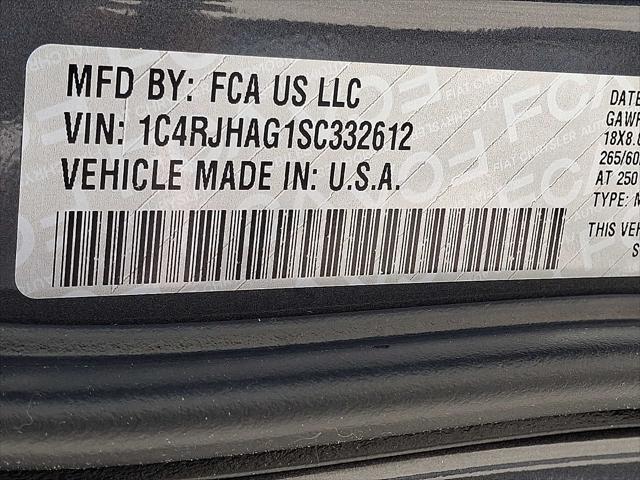 MFD BY: FCA US LLC
VIN: 1C4RJHAG1SC332612
VEHICLE MADE IN: U.S.A.
DATE
GAWR
18X8.0
265/60
AT 250
TYPE: M
THIS VEH